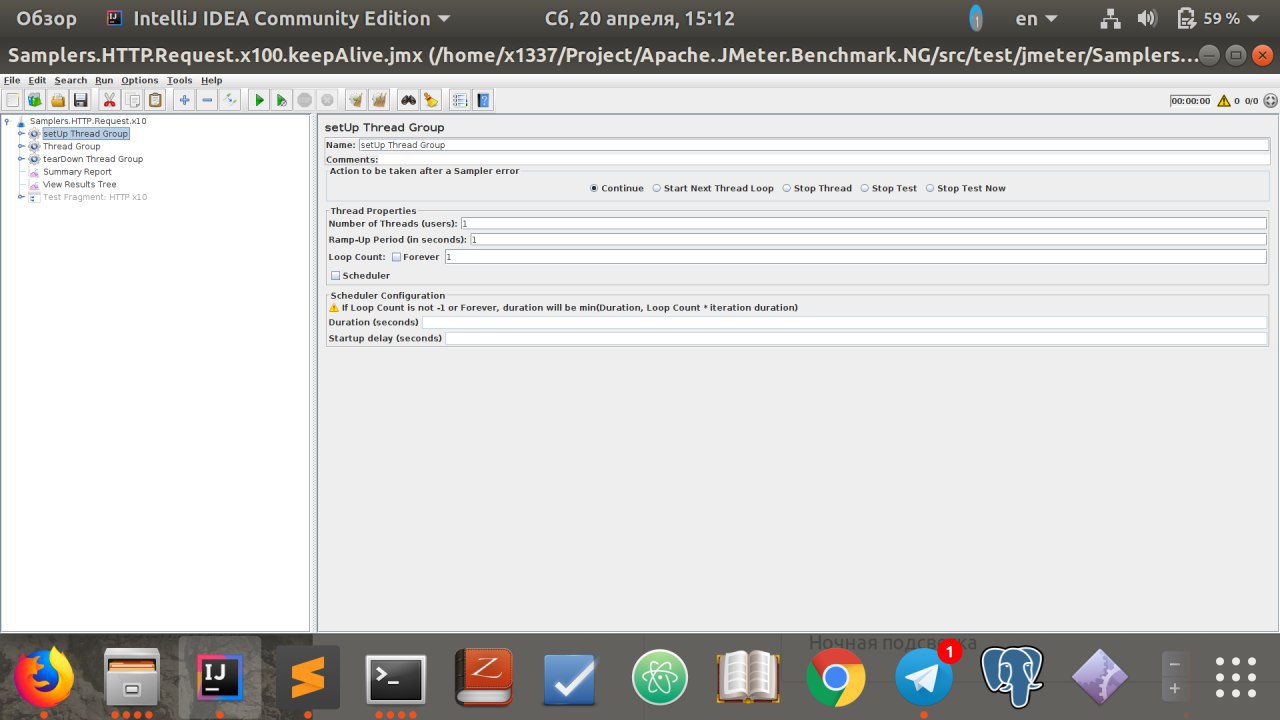 Обзор IntelliJ IDEA Community Edition Сб, 20 апреля, 15:12 en 59 %
Samplers.HTTP.Request.x100.keepAlive.jmx (/home/x1337/Project/Apache.JMeter.Benchmark.NG/src/test/jmeter/Samplers...
File Edit Search Run Options Tools Help
00:00:00 0 0/0
Samplers.HTTP.Request.x10
setUp Thread Group
Thread Group
tearDown Thread Group
Summary Report
View Results Tree
Test Fragment: HTTP x10
setUp Thread Group
Name: setUp Thread Group
Comments:
Action to be taken after a Sampler error
Continue Start Next Thread Loop Stop Thread Stop Test Stop Test Now
Thread Properties
Number of Threads (users): 1
Ramp-Up Period (in seconds): 1
Loop Count: Forever 1
Scheduler
Scheduler Configuration
If Loop Count is not -1 or Forever, duration will be min(Duration, Loop Count * iteration duration)
Duration (seconds)
Startup delay (seconds)
Ночная подсветка
IJ
Z
1